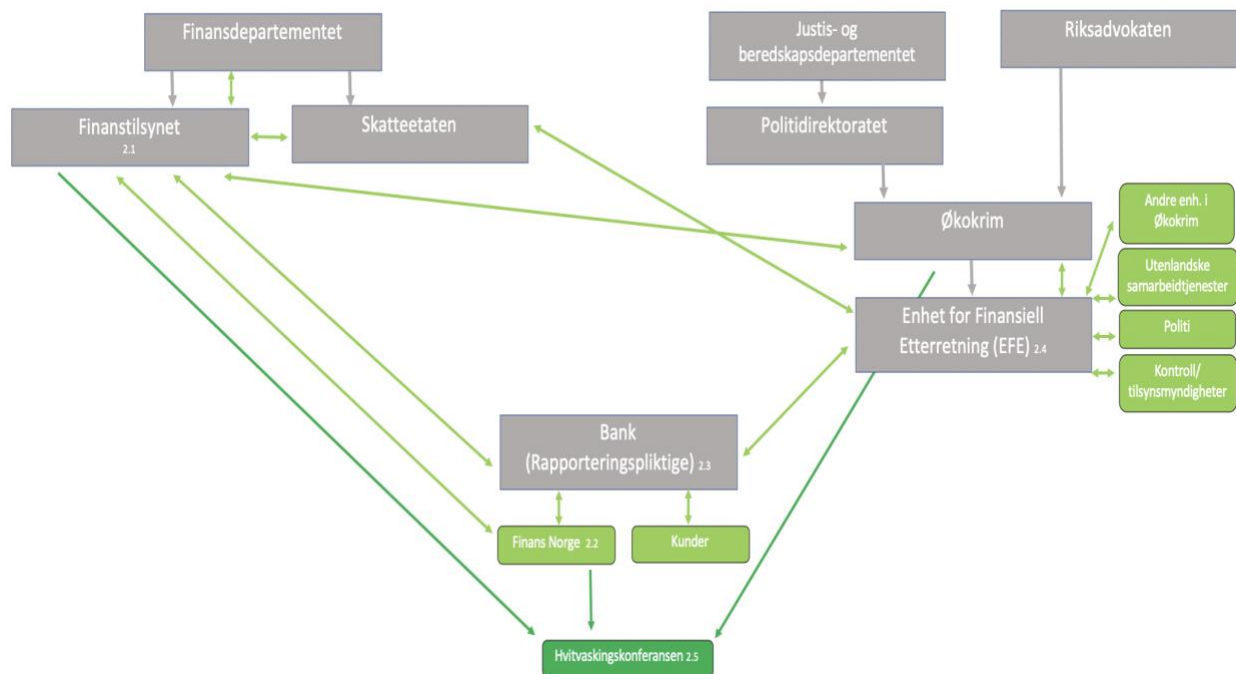 Finansdepartementet
Justis- og
beredskapsdepartementet
Riksadvokaten
Finanstilsynet
2.1
Skatteetaten
Politidirektoratet
Økokrim
Andre enh. i
Økokrim
Utenlandske
samarbeidtjenester
Enhet for Finansiell
Etterretning (EFE) 2.4
Politi
Kontroll/
tilsynsmyndigheter
Bank
(Rapporteringspliktige) 2.3
Finans Norge 2.2
Kunder
Hvitvaskingskonferansen 2.5